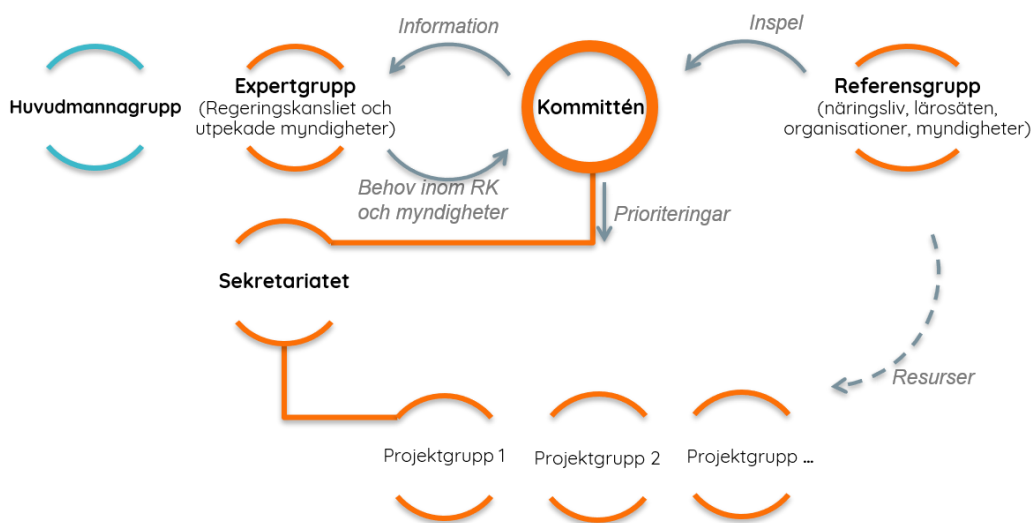 Information
Inspel
Huvudmannagrupp
Expertgrupp
(Regeringskansliet och
utpekade myndigheter)
Kommittén
Referensgrupp
(näringsliv, lärosäten,
organisationer, myndigheter)
Behov inom RK
och myndigheter
Prioriteringar
Sekretariatet
Resurser
Projektgrupp 1
Projektgrupp 2
Projektgrupp ...